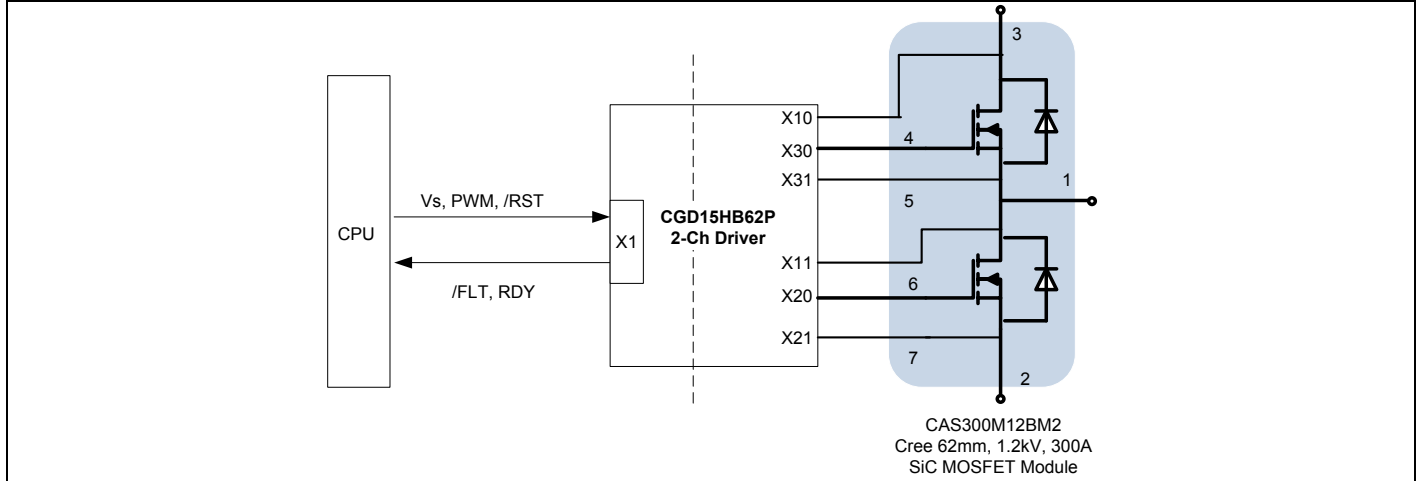 CPU
Vs, PWM, /RST
/FLT, RDY
X1
CGD15HB62P
2-Ch Driver
X10
X30
X31
X11
X20
X21
3
4
5
1
6
7
2
CAS300M12BM2
Cree 62mm, 1.2kV, 300A
SiC MOSFET Module